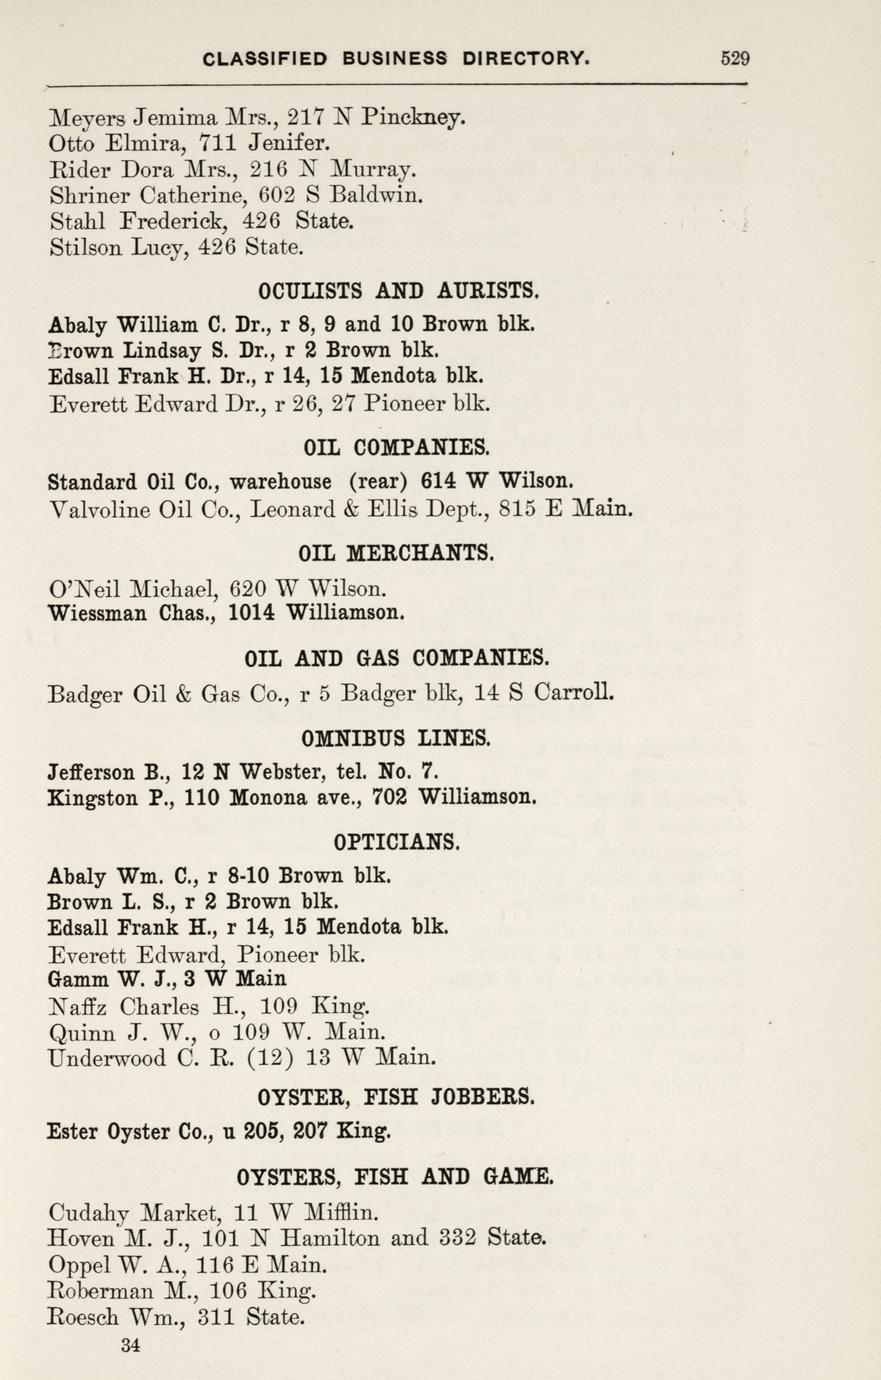 CLASSIFIED BUSINESS DIRECTORY. 529
Meyers Jemima Mrs., 217 N Pinckney.
Otto Elmira, 711 Jenifer.
Rider Dora Mrs., 216 N Murray.
Shriner Catherine, 602 S Baldwin.
Stahl Frederick, 426 State.
Stilson Lucy, 426 State.
OCULISTS AND AURISTS.
Abaly William C. Dr., r 8, 9 and 10 Brown blk.
Brown Lindsay S. Dr., r 2 Brown blk.
Edsall Frank H. Dr., r 14, 15 Mendota blk.
Everett Edward Dr., r 26, 27 Pioneer blk.
OIL COMPANIES.
Standard Oil Co., warehouse (rear) 614 W Wilson.
Valvoline Oil Co., Leonard & Ellis Dept., 815 E Main.
OIL MERCHANTS.
O'Neil Michael, 620 W Wilson.
Wiessman Chas., 1014 Williamson.
OIL AND GAS COMPANIES.
Badger Oil & Gas Co., r 5 Badger blk, 14 S Carroll.
OMNIBUS LINES.
Jefferson B., 12 N Webster, tel. No. 7.
Kingston P., 110 Monona ave., 702 Williamson.
OPTICIANS.
Abaly Wm. C., r 8-10 Brown blk.
Brown L. S., r 2 Brown blk.
Edsall Frank H., r 14, 15 Mendota blk.
Everett Edward, Pioneer blk.
Gamm W. J., 3 W Main
Naffz Charles H., 109 King.
Quinn J. W., o 109 W. Main.
Underwood C. R. (12) 13 W Main.
OYSTER, FISH JOBBERS.
Ester Oyster Co., u 205, 207 King.
OYSTERS, FISH AND GAME.
Cudahy Market, 11 W Mifflin.
Hoven M. J., 101 N Hamilton and 332 State.
Oppel W. A., 116 E Main.
Roberman M., 106 King.
Roesch Wm., 311 State.
34